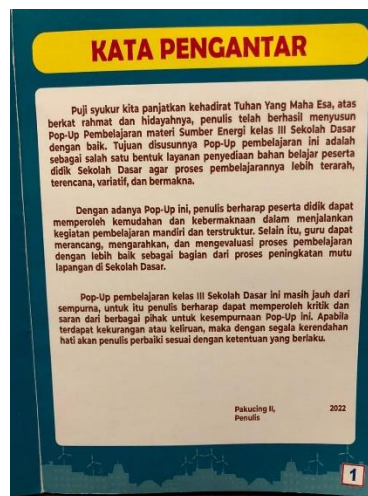 KATA PENGANTAR
Puji syukur kita panjatkan kehadirat Tuhan Yang Maha Esa, atas
berkat rahmat dan hidayahnya, penulis telah berhasil menyusun
Pop-Up Pembelajaran materi Sumber Energi kelas III Sekolah Dasar
dengan baik. Tujuan disusunnya Pop-Up pembelajaran ini adalah
sebagai salah satu bentuk layanan penyediaan bahan belajar peserta
didik Sekolah Dasar agar proses pembelajarannya lebih terarah,
terencana, variatif, dan bermakna.
Dengan adanya Pop-Up ini, penulis berharap peserta didik dapat
memperoleh kemudahan dan kebermaknaan dalam menjalankan
kegiatan pembelajaran mandiri dan terstruktur. Selain itu, guru dapat
merancang, mengarahkan, dan mengevaluasi proses pembelajaran
dengan lebih baik sebagai bagian dari proses peningkatan mutu
lapangan di Sekolah Dasar.
Pop-Up pembelajaran kelas III Sekolah Dasar ini masih jauh dari
sempurna, untuk itu penulis berharap dapat memperoleh kritik dan
saran dari berbagai pihak untuk kesempurnaan Pop-Up ini. Apabila
terdapat kekurangan atau keliruan, maka dengan segala kerendahan
hati akan penulis perbaiki sesuai dengan ketentuan yang berlaku.
Pakucing II, 2022
Penulis
1